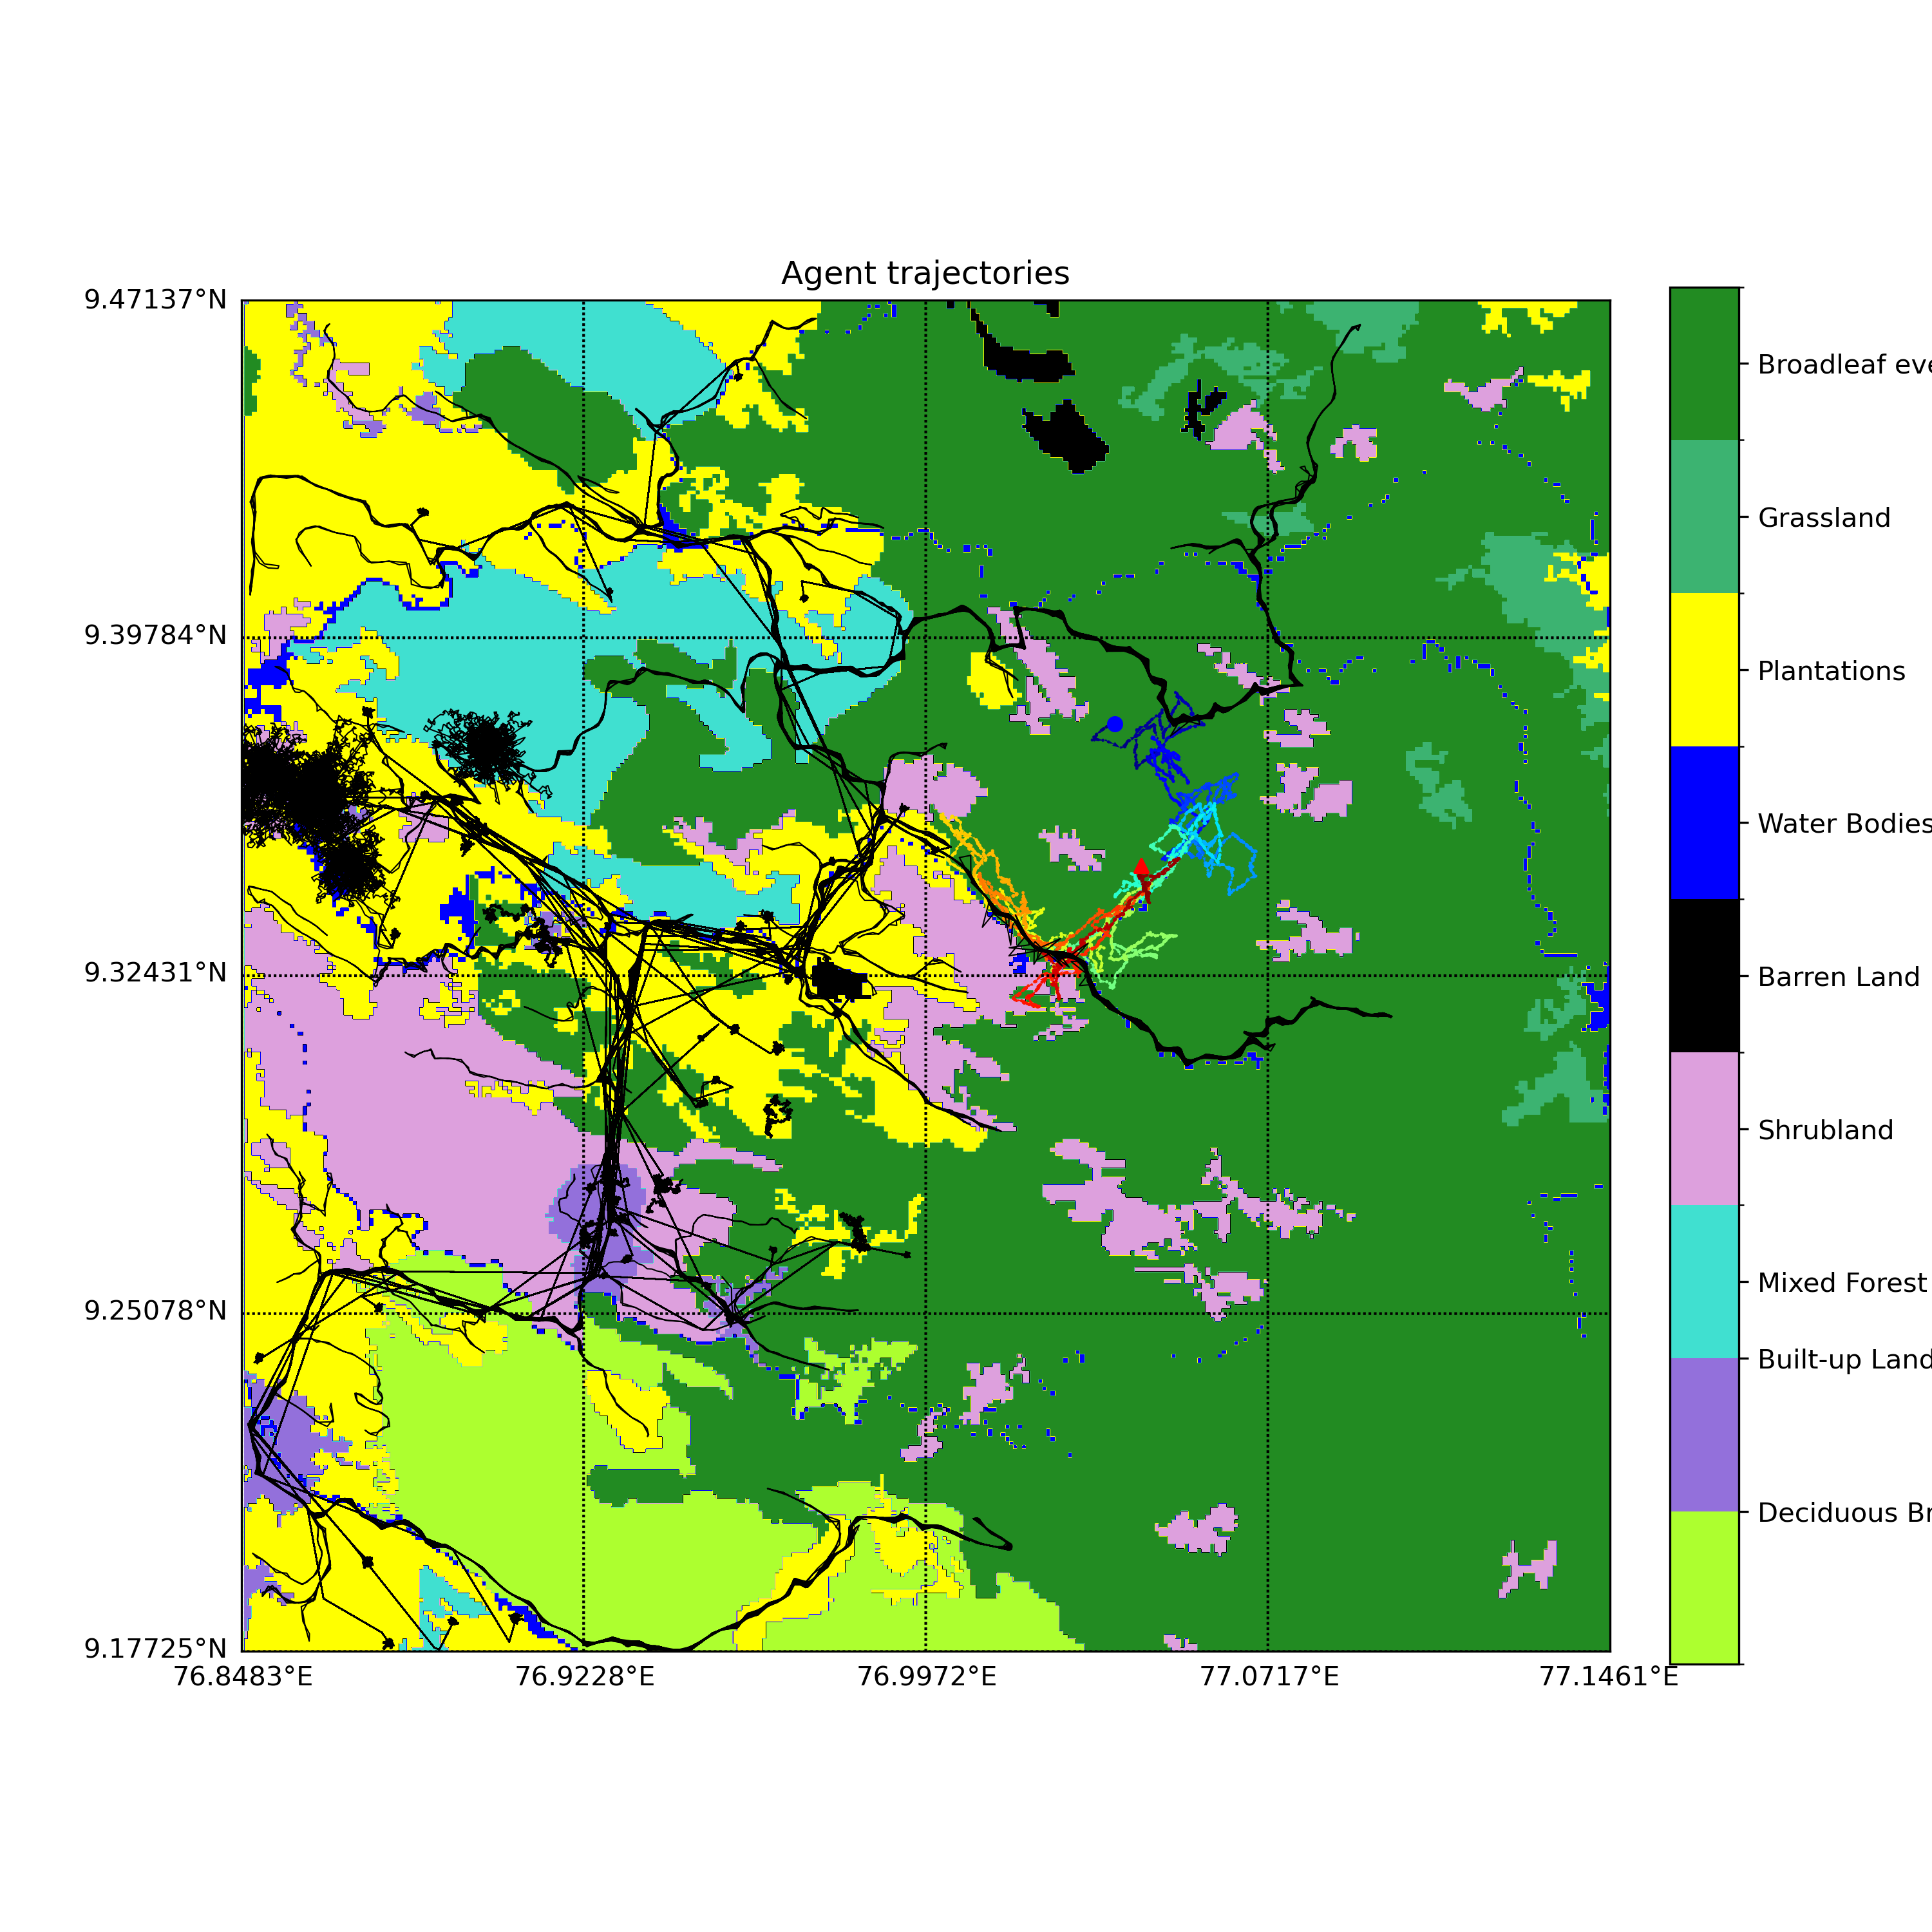 Agent trajectories
9.47137°N
9.39784°N
9.32431°N
9.25078°N
9.17725°N
76.8483°E
76.9228°E
76.9972°E
77.0717°E
77.1461°E
Broadleaf eve
Grassland
Plantations
Water Bodies
Barren Land
Shrubland
Mixed Forest
Built-up Land
Deciduous Br